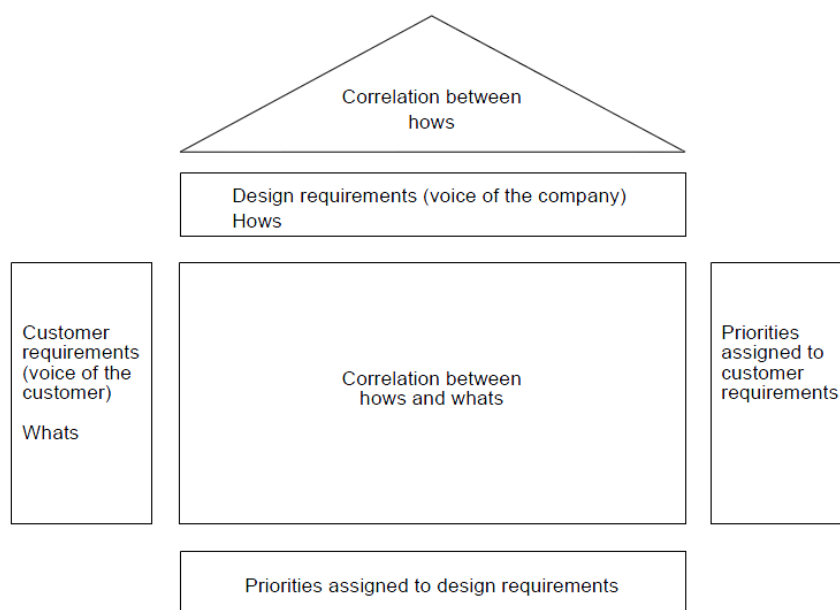 Correlation between
hows
Design requirements (voice of the company)
Hows
Customer
requirements
(voice of the
customer)
Whats
Correlation between
hows and whats
Priorities
assigned to
customer
requirements
Priorities assigned to design requirements